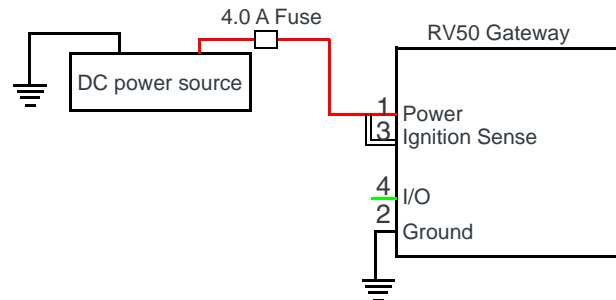 4.0 A Fuse
RV50 Gateway
DC power source
1 Power
3 Ignition Sense
4 I/O
2 Ground